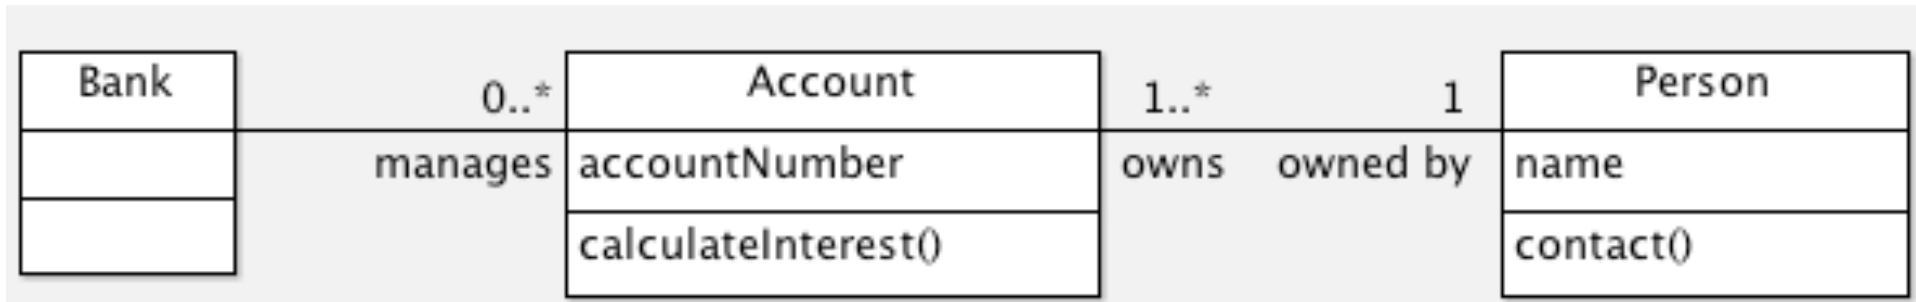 Bank
0..*
manages
Account
accountNumber
calculateInterest()
1..*
owns
1
owned by
Person
name
contact()